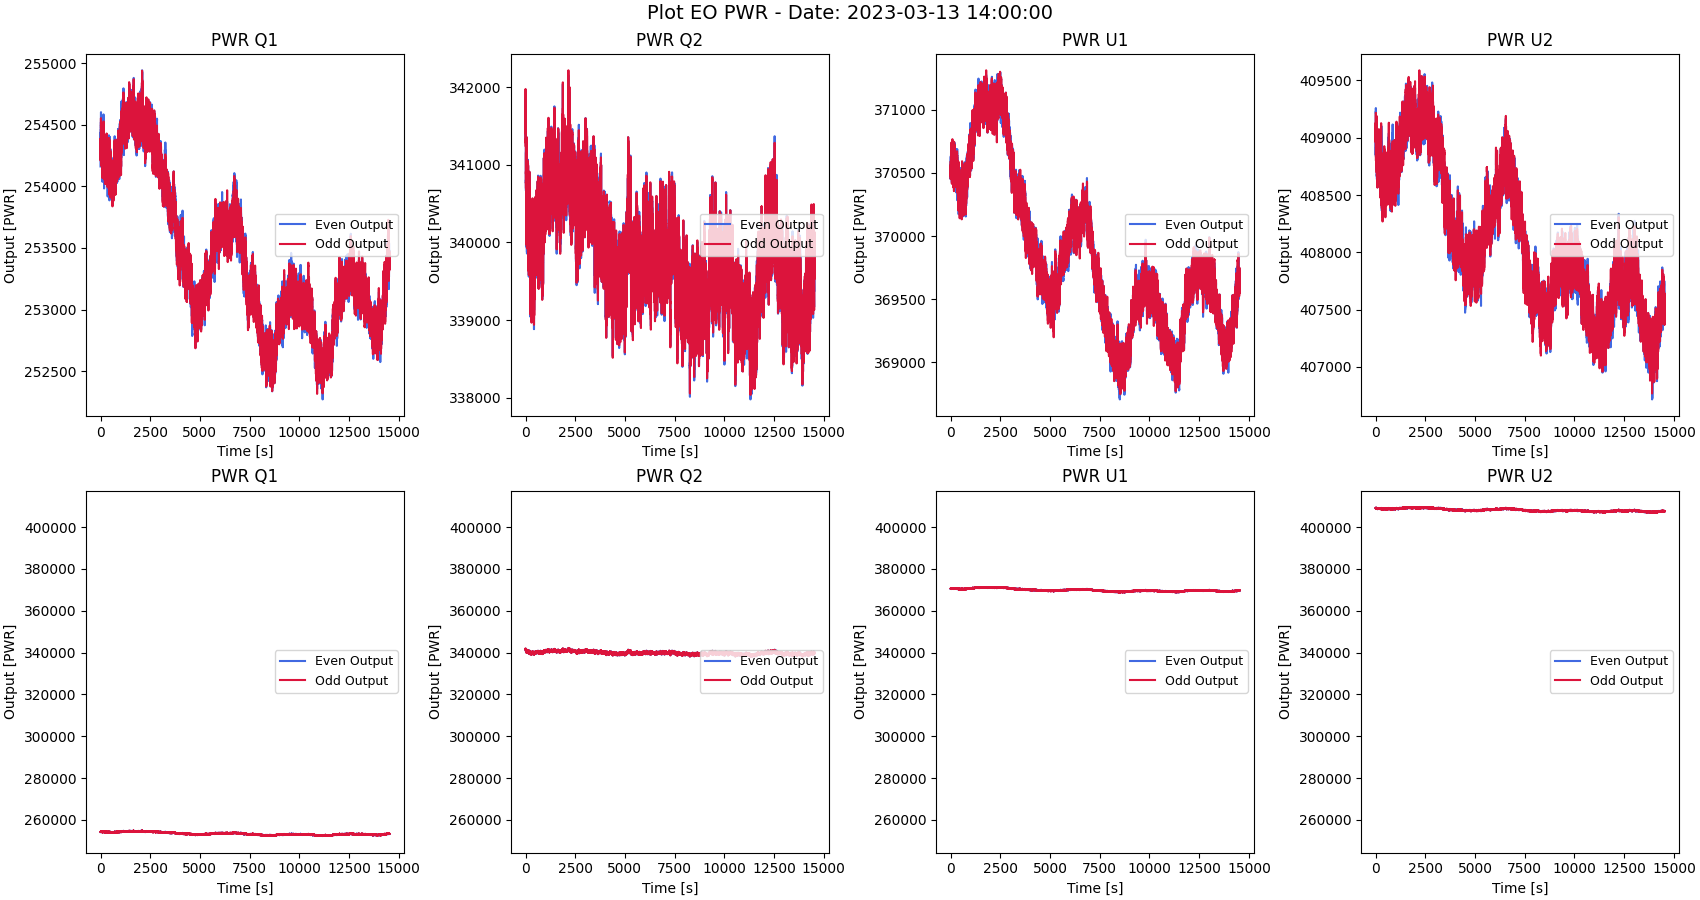 Plot EO PWR - Date: 2023-03-13 14:00:00
PWR Q1
255000
254500
254000
253500
253000
252500
Output [PWR]
Even Output
Odd Output
0 2500 5000 7500 10000 12500 15000
Time [s]
PWR Q2
342000
341000
340000
339000
338000
Output [PWR]
Even Output
Odd Output
0 2500 5000 7500 10000 12500 15000
Time [s]
PWR U1
371000
370500
370000
369500
369000
Output [PWR]
Even Output
Odd Output
0 2500 5000 7500 10000 12500 15000
Time [s]
PWR U2
409500
409000
408500
408000
407500
407000
Output [PWR]
Even Output
Odd Output
0 2500 5000 7500 10000 12500 15000
Time [s]
PWR Q1
400000
380000
360000
340000
320000
300000
280000
260000
Output [PWR]
Even Output
Odd Output
0 2500 5000 7500 10000 12500 15000
Time [s]
PWR Q2
400000
380000
360000
340000
320000
300000
280000
260000
Output [PWR]
Even Output
Odd Output
0 2500 5000 7500 10000 12500 15000
Time [s]
PWR U1
400000
380000
360000
340000
320000
300000
280000
260000
Output [PWR]
Even Output
Odd Output
0 2500 5000 7500 10000 12500 15000
Time [s]
PWR U2
400000
380000
360000
340000
320000
300000
280000
260000
Output [PWR]
Even Output
Odd Output
0 2500 5000 7500 10000 12500 15000
Time [s]